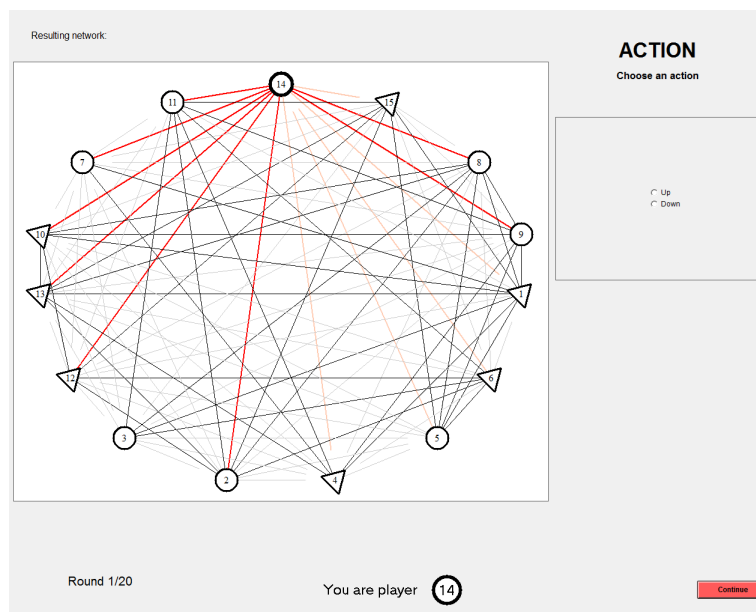 Resulting network:
ACTION
Choose an action
14
11
15
7
8
10
9
13
1
12
6
3
5
2
4
Up
Down
Round 1/20
You are player 14
Continue